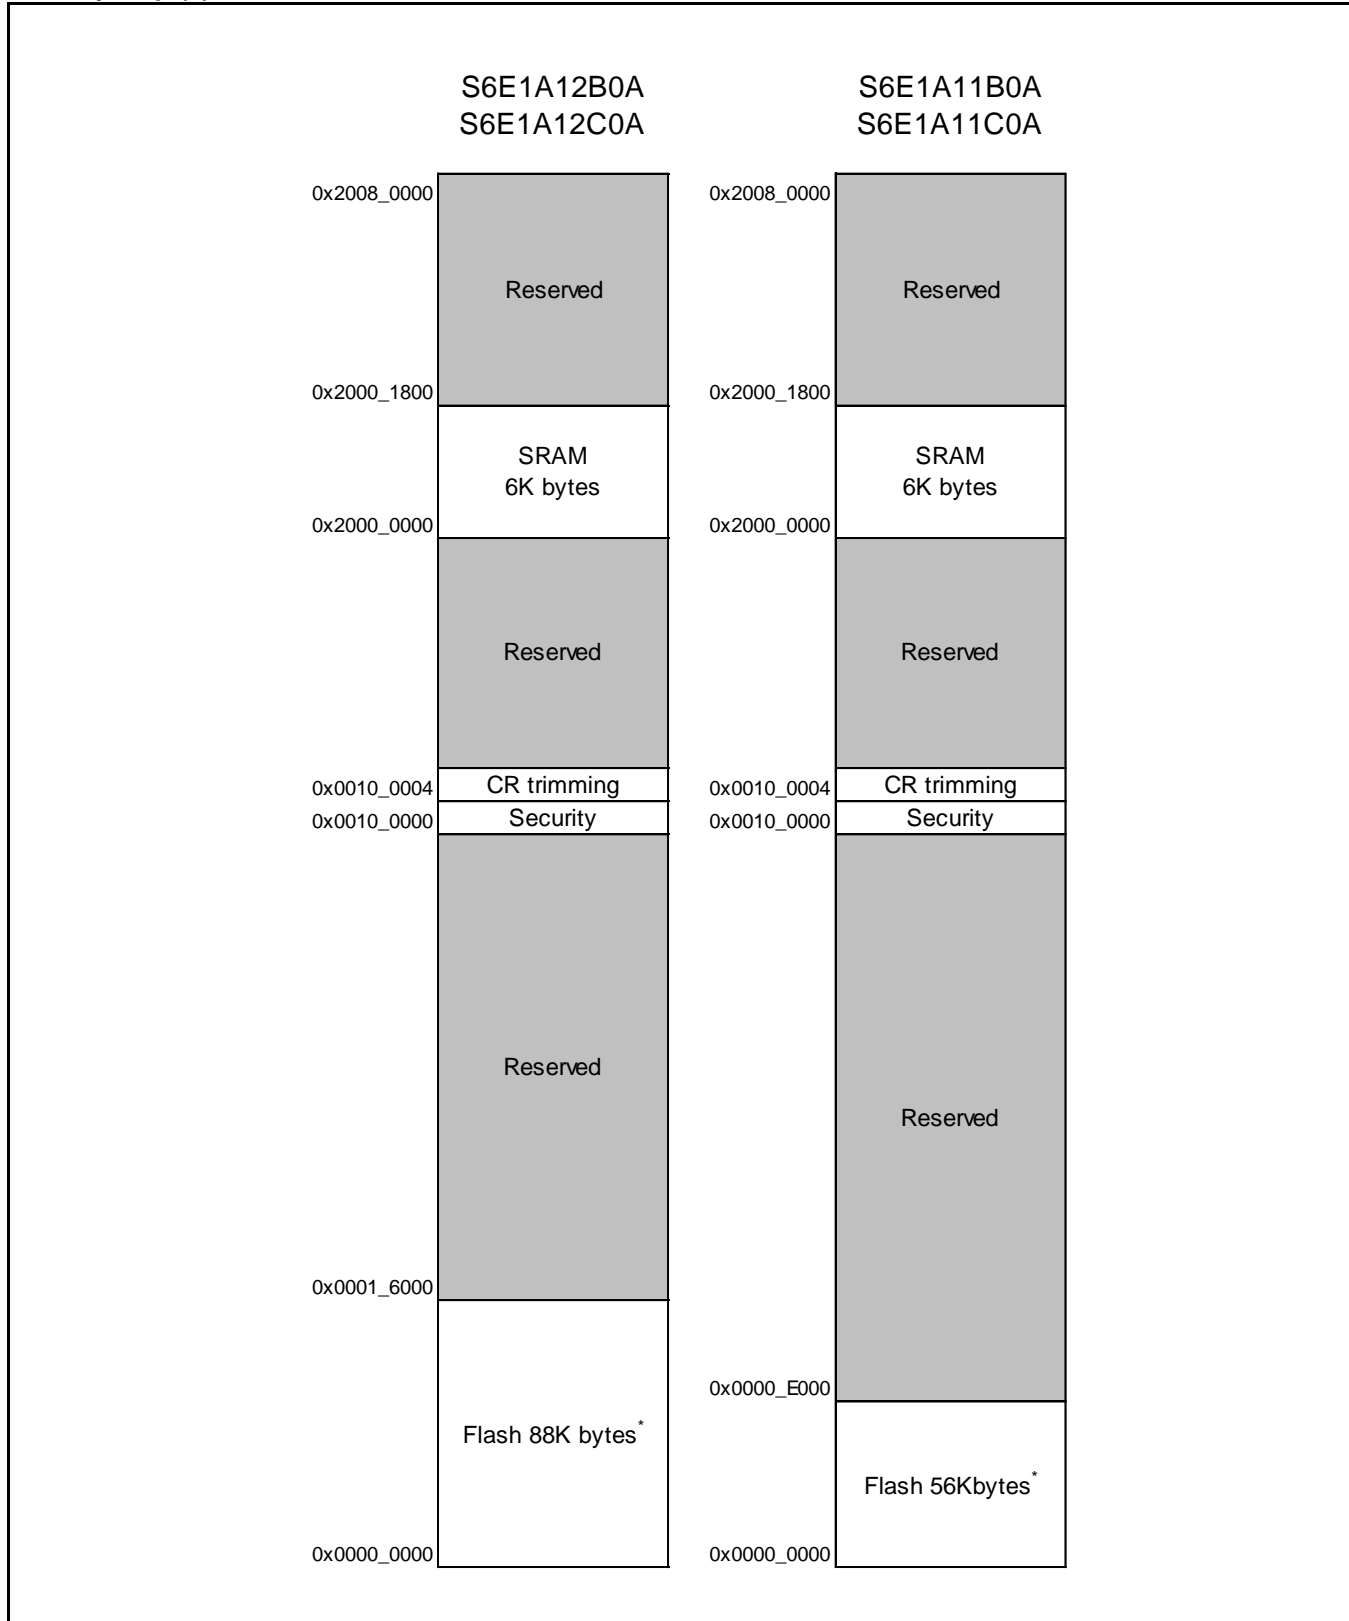 S6E1A12B0A
S6E1A12C0A
0x2008_0000
Reserved
0x2000_1800
SRAM
6K bytes
0x2000_0000
Reserved
0x0010_0004
CR trimming
0x0010_0000
Security
Reserved
0x0001_6000
Flash 88K bytes*
0x0000_0000
S6E1A11B0A
S6E1A11C0A
0x2008_0000
Reserved
0x2000_1800
SRAM
6K bytes
0x2000_0000
Reserved
0x0010_0004
CR trimming
0x0010_0000
Security
Reserved
0x0000_E000
Flash 56Kbytes*
0x0000_0000